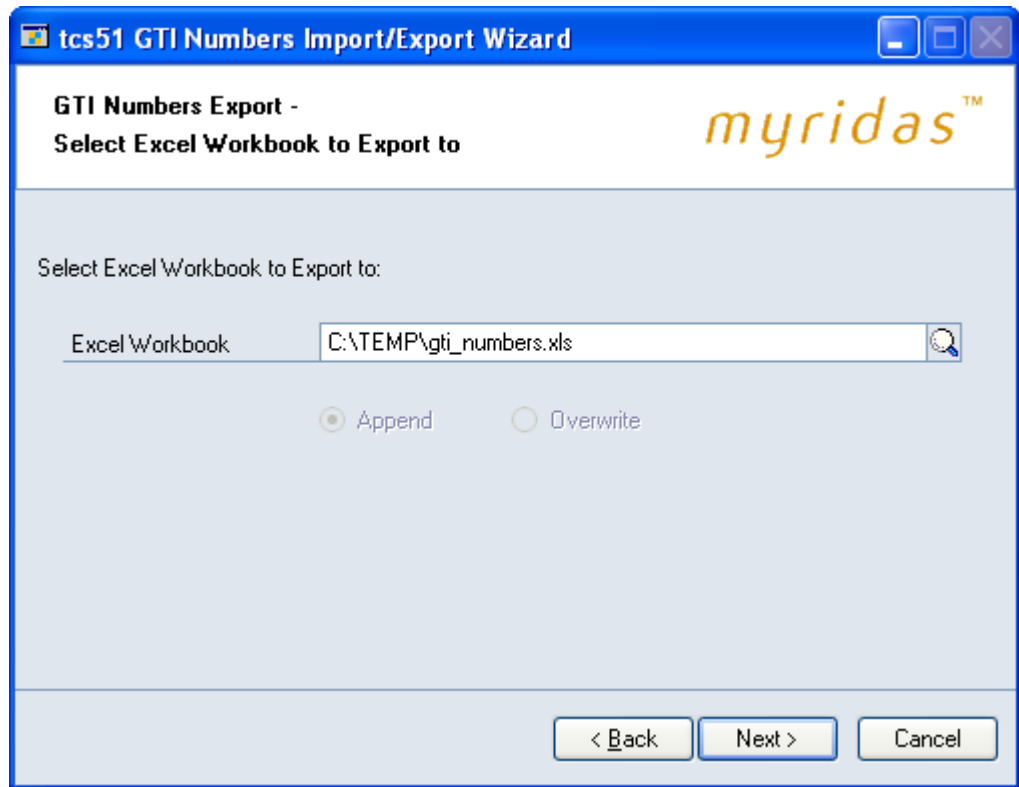 tcs51 GTI Numbers Import/Export Wizard
GTI Numbers Export -
Select Excel Workbook to Export to
myridas™
Select Excel Workbook to Export to:
Excel Workbook C:\TEMP\gti_numbers.xls
Append Overwrite
< Back Next > Cancel